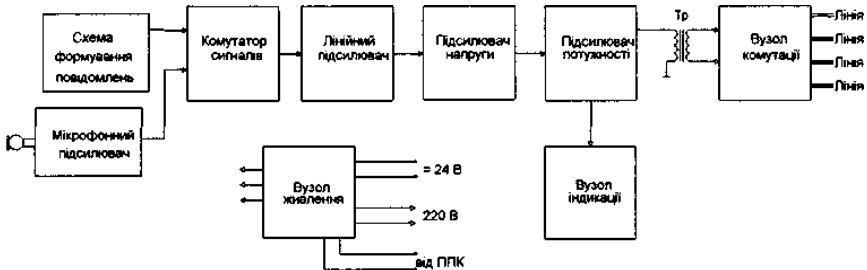 Схема
формування
повідомлень
Мікрофонний
підсилювач
Комутатор
сигналів
Лінійний
підсилювач
Підсилювач
напруги
Підсилювач
потужності
Тр
Вузол
комутації
Лінія
Лінія
Лінія
Лінія
Вузол
живлення
= 24 В
220 В
від ППК
Вузол
індикації